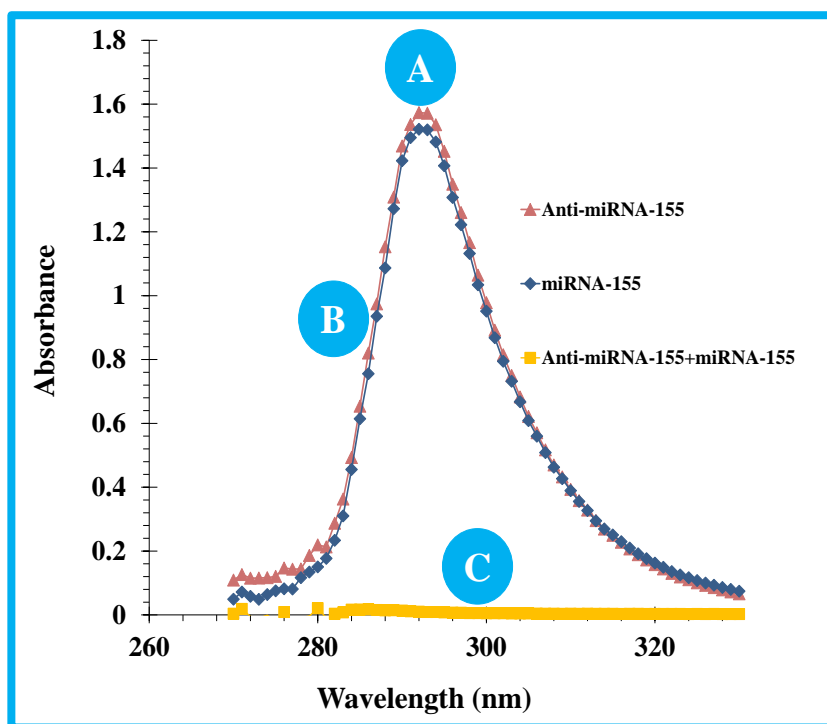 1.8
1.6
1.4
1.2
1
0.8
0.6
0.4
0.2
0
260
280
300
320
Absorbance
Wavelength (nm)
A
B
C
Anti-miRNA-155
miRNA-155
Anti-miRNA-155+miRNA-155